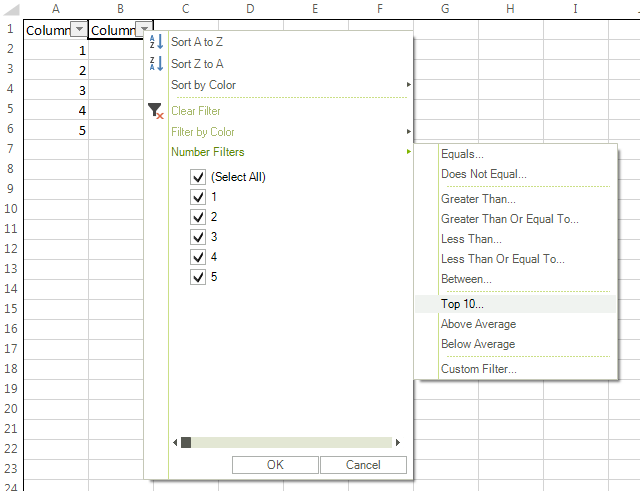 A B C D E F G H I
1 Column Column
2 1
3 2
4 3
5 4
6 5
7
8
9
10
11
12
13
14
15
16
17
18
19
20
21
22
23
24
Sort A to Z
Sort Z to A
Sort by Color
Clear Filter
Filter by Color
Number Filters
(Select All)
1
2
3
4
5
OK Cancel
Equals...
Does Not Equal...
Greater Than...
Greater Than Or Equal To...
Less Than...
Less Than Or Equal To...
Between...
Top 10...
Above Average
Below Average
Custom Filter...